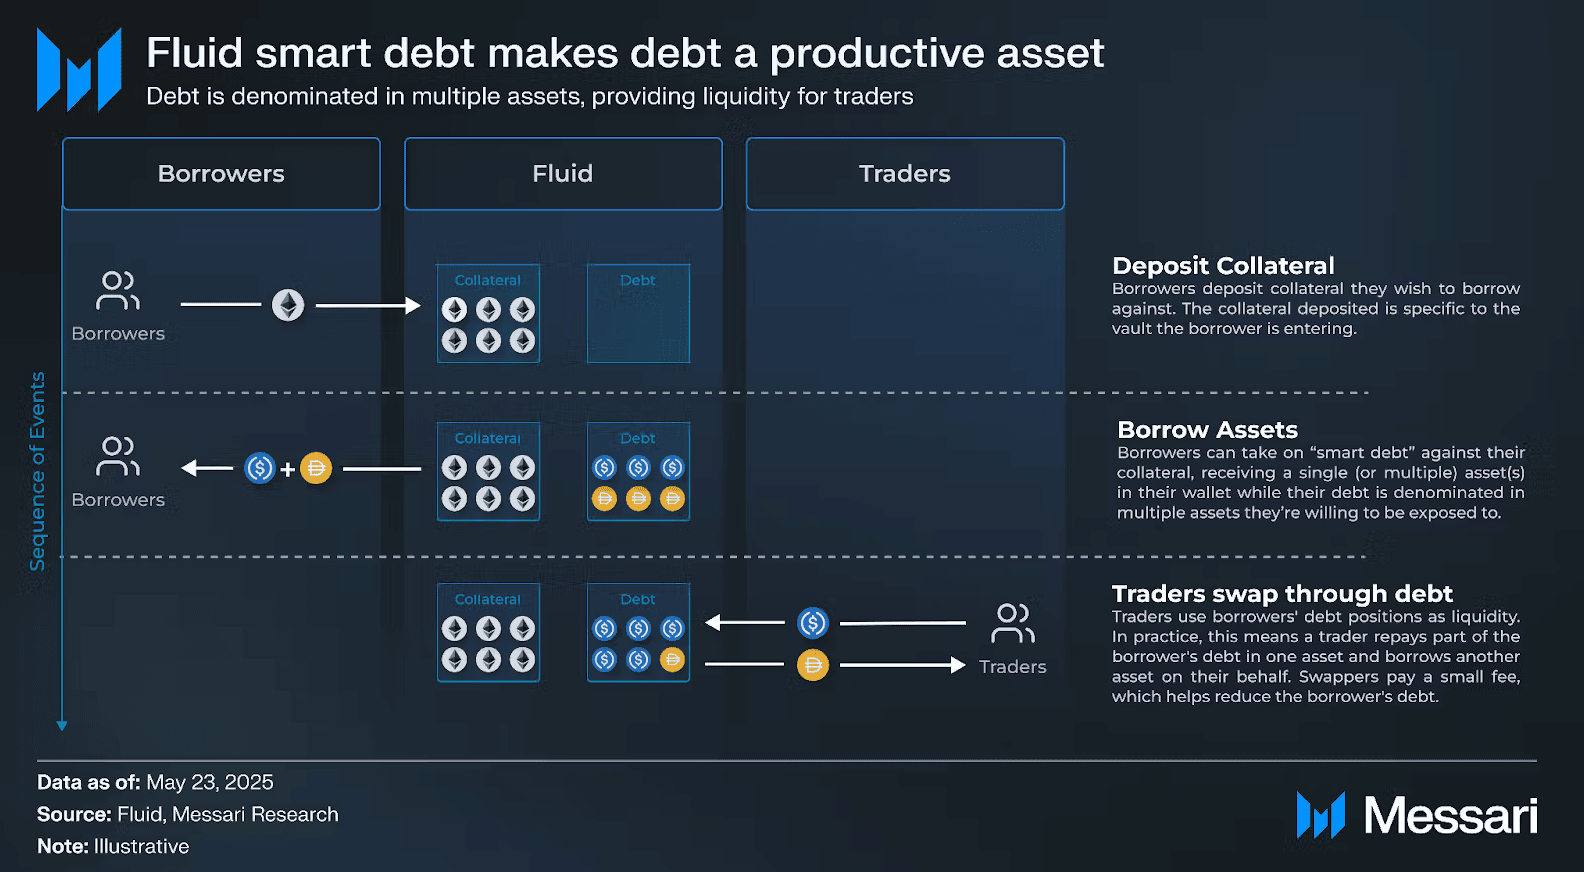 Fluid smart debt makes debt a productive asset
Debt is denominated in multiple assets, providing liquidity for traders
Borrowers
Fluid
Traders
Sequence of Events
Borrowers
Collateral
Debt
Deposit Collateral
Borrowers deposit collateral they wish to borrow
against. The collateral deposited is specific to the
vault the borrower is entering.
Borrowers
+
Collateral
Debt
Borrow Assets
Borrowers can take on “smart debt” against their
collateral, receiving a single (or multiple) asset(s)
in their wallet while their debt is denominated in
multiple assets they’re willing to be exposed to.
Collateral
Debt
Traders
Traders swap through debt
Traders use borrowers' debt positions as liquidity.
In practice, this means a trader repays part of the
borrower's debt in one asset and borrows another
asset on their behalf. Swappers pay a small fee,
which helps reduce the borrower's debt.
Data as of: May 23, 2025
Source: Fluid, Messari Research
Note: Illustrative
Messari